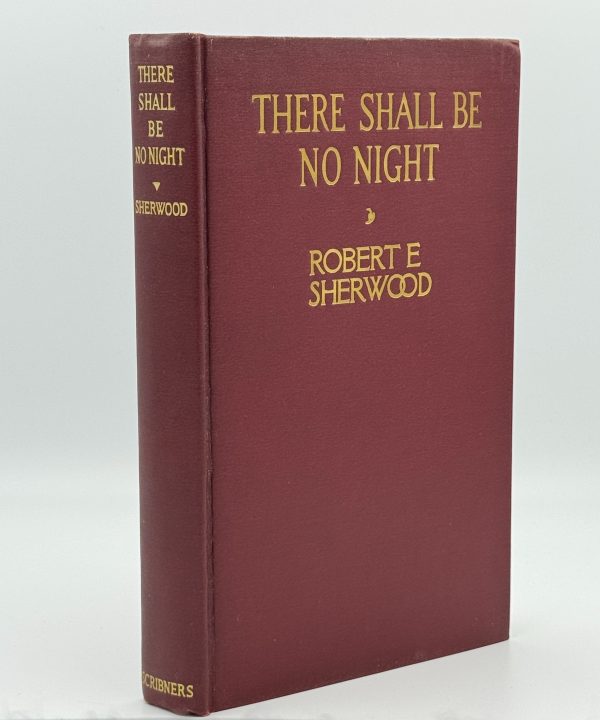 THERE
SHALL
BE
NO NIGHT
SHERWOOD
SCRIBNERS
THERE SHALL BE
NO NIGHT
ROBERT E
SHERWOOD